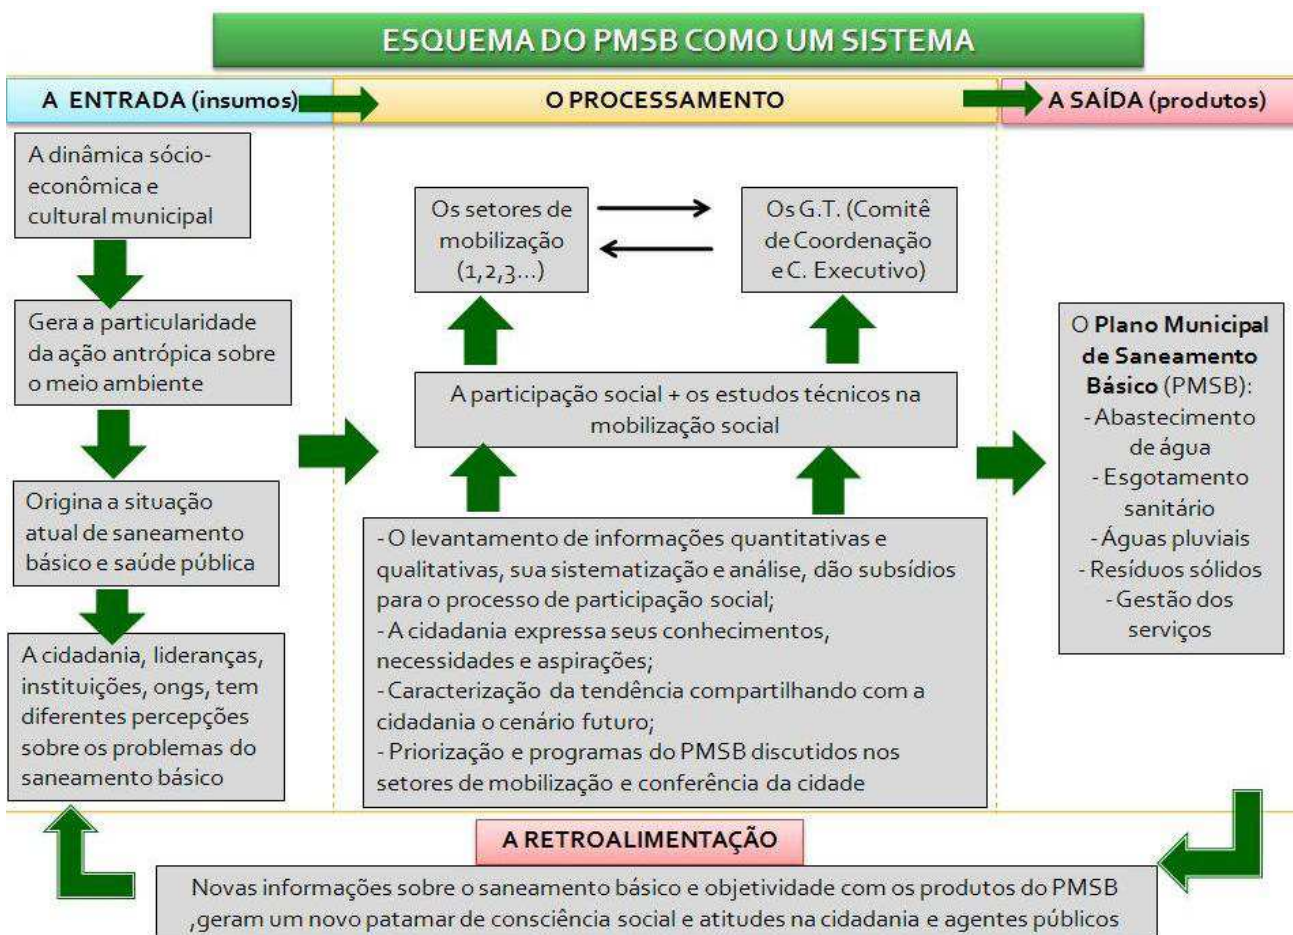 ESQUEMA DO PMSB COMO UM SISTEMA
A ENTRADA (insumos)
O PROCESSAMENTO
A SAÍDA (produtos)
A dinâmica sócio-
econômica e
cultural municipal
Gera a particularidade
da ação antrópica sobre
o meio ambiente
Origina a situação
atual de saneamento
básico e saúde pública
A cidadania, lideranças,
instituições, ongs, tem
diferentes percepções
sobre os problemas do
saneamento básico
Os setores de
mobilização
(1,2,3...)
Os G.T. (Comitê
de Coordenação
e C. Executivo)
A participação social + os estudos técnicos na
mobilização social
- O levantamento de informações quantitativas e
qualitativas, sua sistematização e análise, dão subsídios
para o processo de participação social;
- A cidadania expressa seus conhecimentos,
necessidades e aspirações;
- Caracterização da tendência compartilhando com a
cidadania o cenário futuro;
- Priorização e programas do PMSB discutidos nos
setores de mobilização e conferência da cidade
O Plano Municipal
de Saneamento
Básico (PMSB):
- Abastecimento
de água
- Esgotamento
sanitário
- Águas pluviais
- Resíduos sólidos
- Gestão dos
serviços
A RETROALIMENTAÇÃO
Novas informações sobre o saneamento básico e objetividade com os produtos do PMSB
,geram um novo patamar de consciência social e atitudes na cidadania e agentes públicos